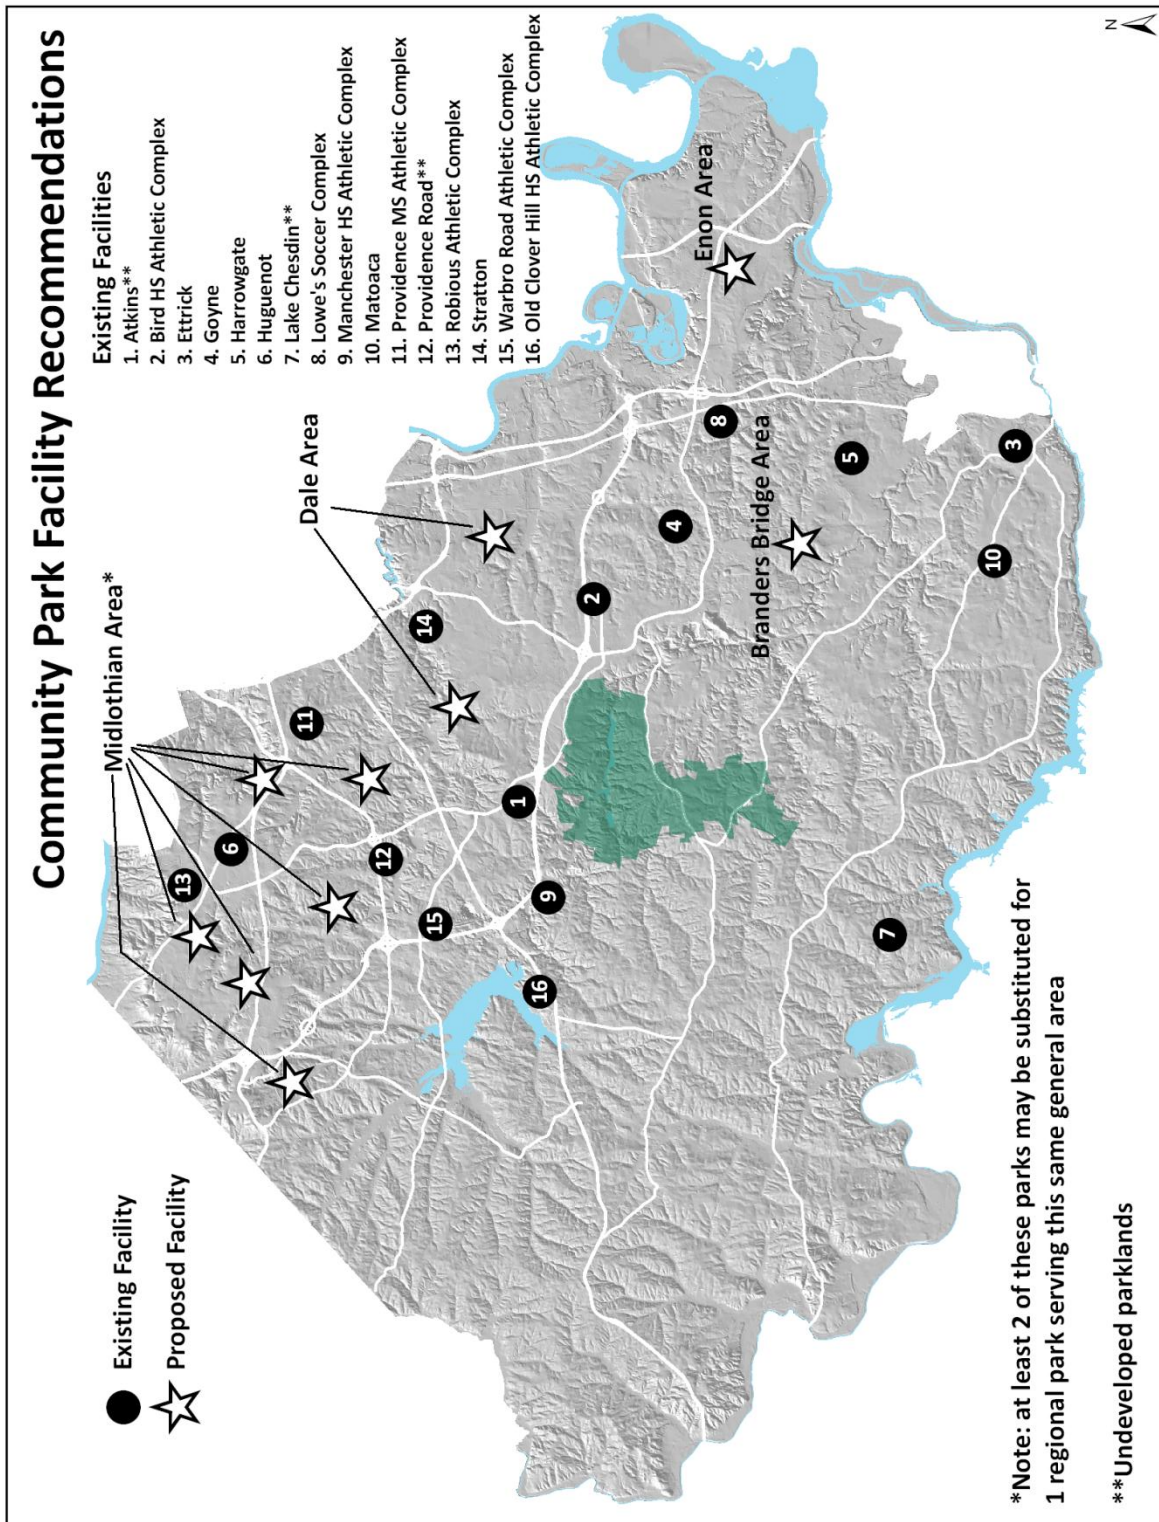 Community Park Facility Recommendations
Existing Facility
Proposed Facility
Midlothian Area*
Dale Area
Existing Facilities
1. Atkins**
2. Bird HS Athletic Complex
3. Ettrick
4. Goyne
5. Harrowgate
6. Huguenot
7. Lake Chesdin**
8. Lowe's Soccer Complex
9. Manchester HS Athletic Complex
10. Matoaca
11. Providence MS Athletic Complex
12. Providence Road**
13. Robious Athletic Complex
14. Stratton
15. Warbro Road Athletic Complex
16. Old Clover Hill HS Athletic Complex
13
6
11
12
14
15
1
9
16
2
4
8
Enon Area
Branders Bridge Area
5
7
10
3
*Note: at least 2 of these parks may be substituted for
1 regional park serving this same general area
**Undeveloped parklands
N